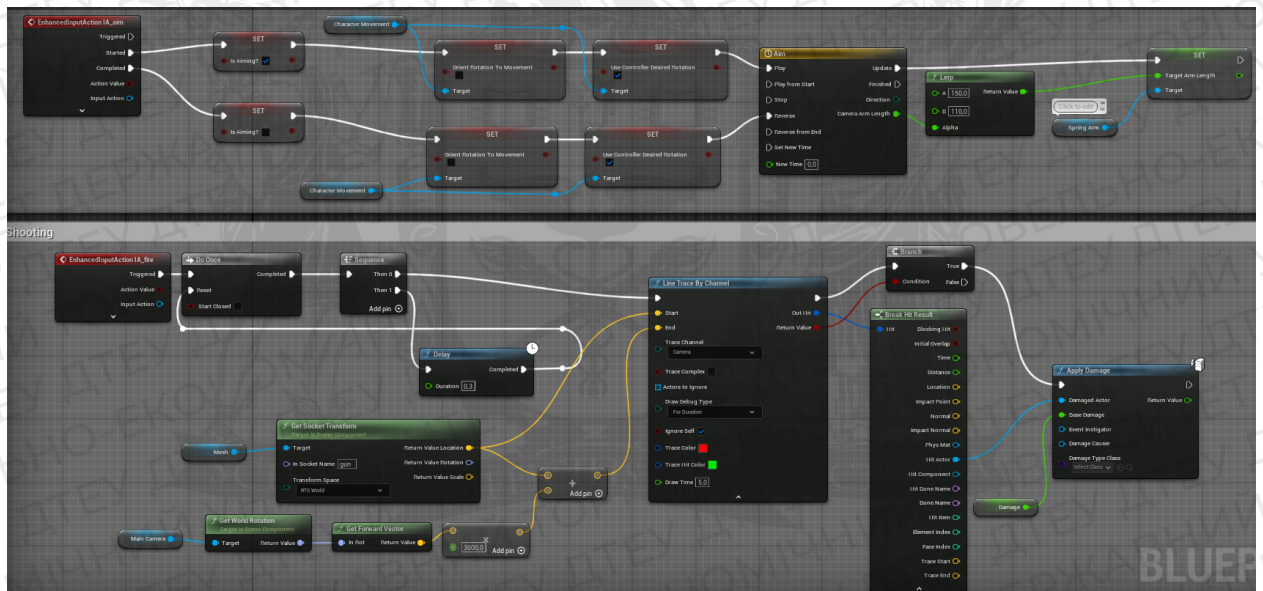 EnhancedInputAction IA_aim
Triggered
Started
Completed
Action Value
Input Action
SET
Is Aiming?
SET
Is Aiming?
Character Movement
SET
Orient Rotation To Movement
Target
SET
Use Controller Desired Rotation
Target
SET
Orient Rotation To Movement
Target
SET
Use Controller Desired Rotation
Target
Character Movement
Aim
Play
Update
Play from Start
Finished
Stop
Direction
Reverse
Camera Arm Length
Reverse from End
Set New Time
New Time 0,0
Lerp
A 150,0
Return Value
B 110,0
Alpha
Click to edit
Spring Arm
SET
Target Arm Length
Target
Shooting
EnhancedInputAction IA_fire
Triggered
Action Value
Input Action
Do Once
Completed
Reset
Start Closed
Sequence
Then 0
Then 1
Add pin
Delay
Completed
Duration 0,3
Mesh
Get Socket Transform
Target is Scene Component
Target
Return Value Location
In Socket Name gun
Return Value Rotation
Transform Space
Return Value Scale
RTS World
Main Camera
Get World Rotation
Target is Scene Component
Target
Return Value
Get Forward Vector
In Rot
Return Value
3000,0
x
Add pin
+
Add pin
Line Trace By Channel
Start
Out Hit
End
Return Value
Trace Channel
Camera
Trace Complex
Actors to Ignore
Draw Debug Type
For Duration
Ignore Self
Trace Color
Trace Hit Color
Draw Time 5,0
Branch
True
Condition
False
Break Hit Result
Hit
Blocking Hit
Initial Overlap
Time
Distance
Location
Impact Point
Normal
Impact Normal
Phys Mat
Hit Actor
Hit Component
Hit Bone Name
Bone Name
Hit Item
Element Index
Face Index
Trace Start
Trace End
Damage
Apply Damage
Damaged Actor
Return Value
Base Damage
Event Instigator
Damage Causer
Damage Type Class
Select Class
BLUEP